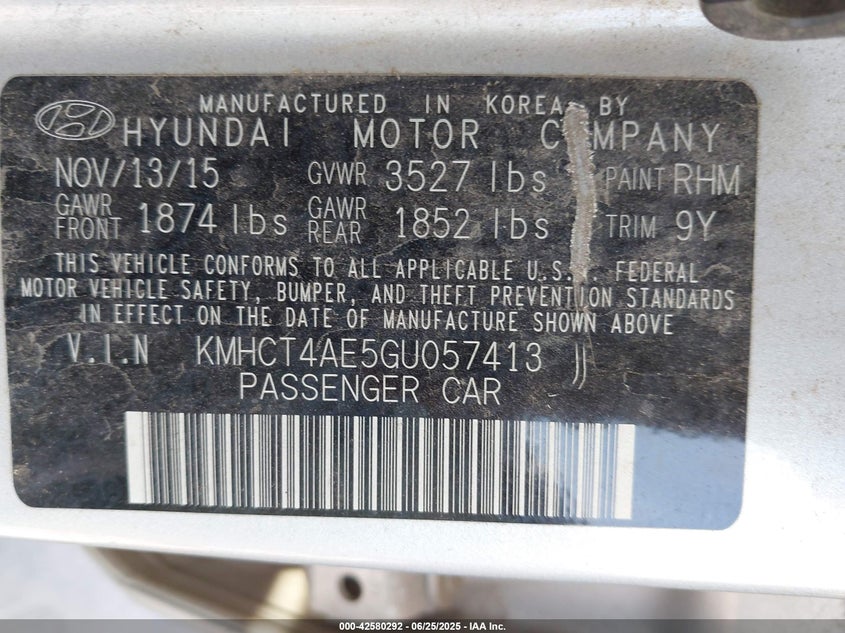 MANUFACTURED IN KOREA BY
HYUNDAI MOTOR COMPANY
NOV/13/15 GVWR 3527 lbs PAINT RHM
GAWR FRONT 1874 lbs GAWR REAR 1852 lbs TRIM 9Y
THIS VEHICLE CONFORMS TO ALL APPLICABLE U.S.A. FEDERAL
MOTOR VEHICLE SAFETY, BUMPER, AND THEFT PREVENTION STANDARDS
IN EFFECT ON THE DATE OF MANUFACTURE SHOWN ABOVE
V.I.N KMHCT4AE5GU057413
PASSENGER CAR
000-42580292 - 06/25/2025 - IAA Inc.